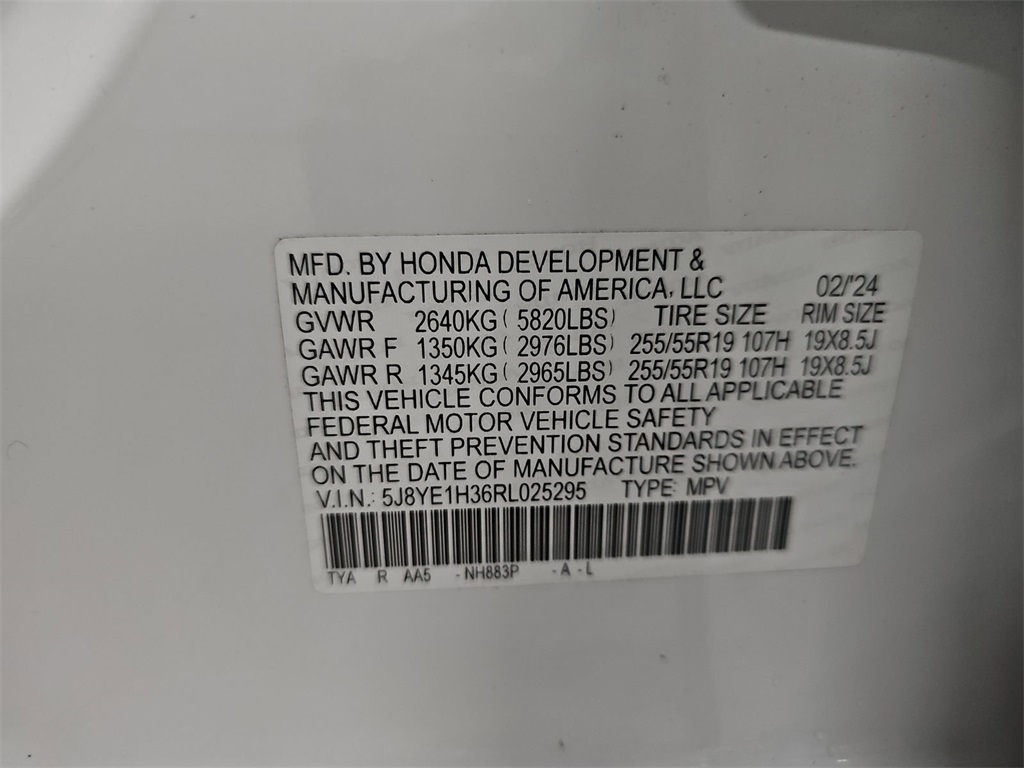 MFD. BY HONDA DEVELOPMENT &
MANUFACTURING OF AMERICA, LLC 02/'24
GVWR 2640KG ( 5820LBS) TIRE SIZE RIM SIZE
GAWR F 1350KG ( 2976LBS) 255/55R19 107H 19X8.5J
GAWR R 1345KG ( 2965LBS) 255/55R19 107H 19X8.5J
THIS VEHICLE CONFORMS TO ALL APPLICABLE
FEDERAL MOTOR VEHICLE SAFETY
AND THEFT PREVENTION STANDARDS IN EFFECT
ON THE DATE OF MANUFACTURE SHOWN ABOVE.
V.I.N.: 5J8YE1H36RL025295 TYPE: MPV
TYA R AA5 -NH883P -A -L